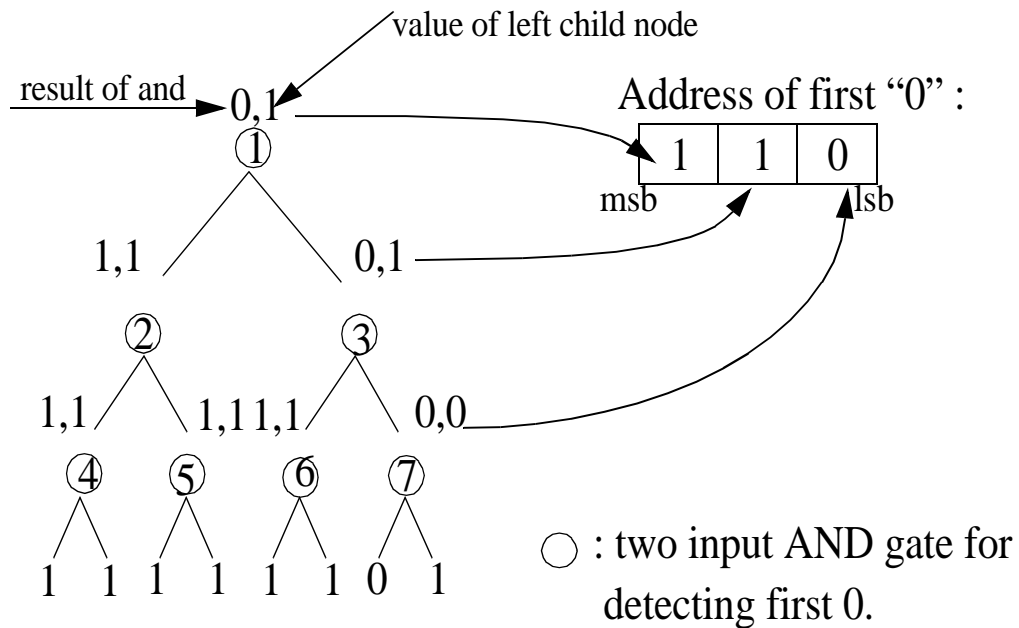 value of left child node
result of and
0,1
Address of first “0” :
1
1 1 0
msb
lsb
1,1
0,1
2
3
1,1
1,1
1,1
0,0
4
5
6
7
1 1 1 1 1 1 0 1
: two input AND gate for
detecting first 0.